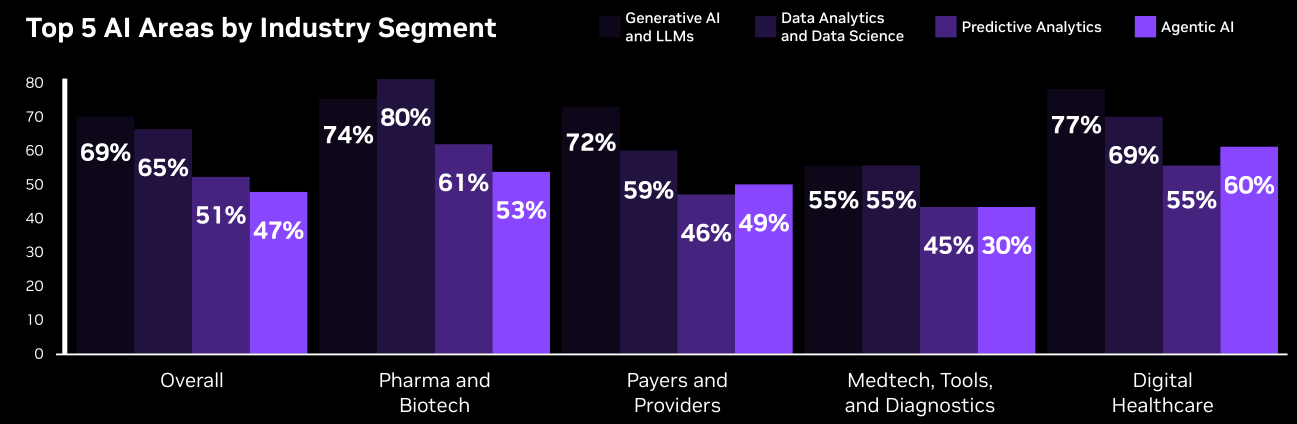 Top 5 AI Areas by Industry Segment
Generative AI
and LLMs
Data Analytics
and Data Science
Predictive Analytics
Agentic AI
80
70
60
50
40
30
20
10
0
69%
65%
51%
47%
74%
80%
61%
53%
72%
59%
46%
49%
55%
55%
45%
30%
77%
69%
55%
60%
Overall
Pharma and
Biotech
Payers and
Providers
Medtech, Tools,
and Diagnostics
Digital
Healthcare